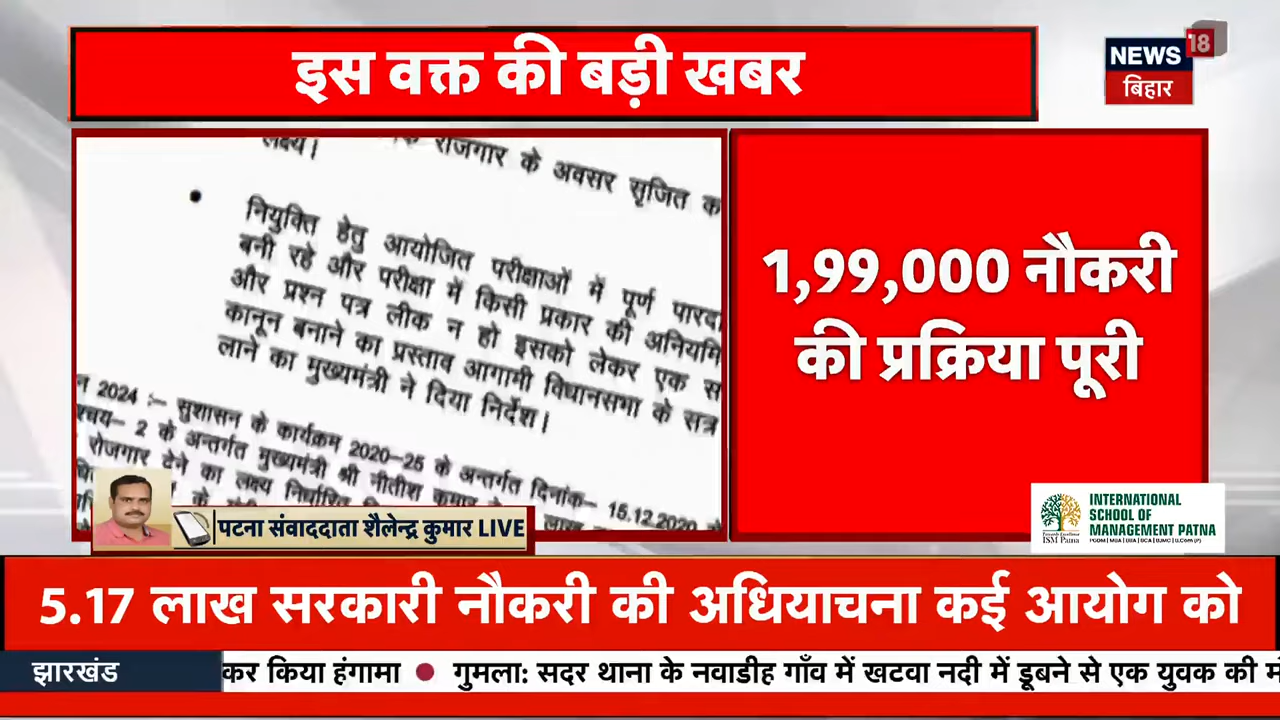 इस वक्त की बड़ी खबर
NEWS 18
बिहार
लक्ष्य।
रोजगार के अवसर सृजित
नियुक्ति हेतु आयोजित परीक्षाओं में पूर्ण
बनी रहे और परीक्षा में किसी प्रकार की
और प्रश्न पत्र लीक न हो इसको लेकर एक
कानून बनाने का प्रस्ताव आगामी विधानसभा के सत्र
लाने का मुख्यमंत्री ने दिया निर्देश।
2024 :- सुशासन के कार्यक्रम 2020-25 के अन्तर्गत दिनांक- 15.12.2020
2 के अन्तर्गत मुख्यमंत्री श्री नीतीश कुमार
रोजगार देने का लक्ष्य निर्धारित
1,99,000 नौकरी
की प्रक्रिया पूरी
पटना संवाददाता शैलेन्द्र कुमार LIVE
INTERNATIONAL
SCHOOL OF
MANAGEMENT PATNA
ISM Patna
5.17 लाख सरकारी नौकरी की अधियाचना कई आयोग को
झारखंड
कर किया हंगामा
गुमला: सदर थाना के नवाडीह गाँव में खटवा नदी में डूबने से एक युवक की